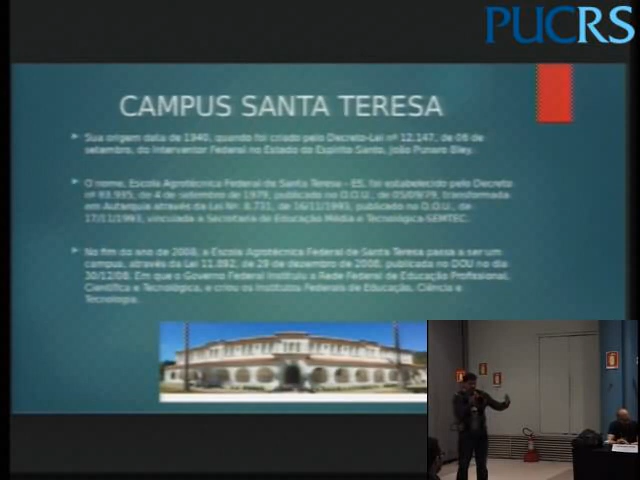 PUCRS
CAMPUS SANTA TERESA
Sua origem data de 1940, quando foi criado pelo Decreto-Lei nº 12.147, de 06 de
setembro, do Interventor Federal no Estado do Espírito Santo, João Punaro Bley.
O nome, Escola Agrotécnica Federal de Santa Teresa - ES, foi estabelecido pelo Decreto
nº 83.935, de 4 de setembro de 1979, publicado no D.O.U., de 05/09/79, transformada
em Autarquia através da Lei Nº. 8.731, de 16/11/1993, publicado no D.O.U., de
17/11/1993, vinculada a Secretaria de Educação Média e Tecnológica-SEMTEC.
No fim do ano de 2008, a Escola Agrotécnica Federal de Santa Teresa passa a ser um
campus, através da Lei 11.892, de 29 de dezembro de 2008, publicada no DOU no dia
30/12/08. Em que o Governo Federal instituiu a Rede Federal de Educação Profissional,
Científica e Tecnológica, e criou os Institutos Federais de Educação, Ciência e
Tecnologia.